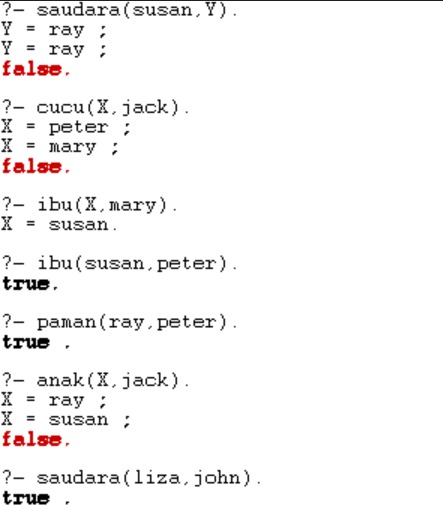 ?- saudara(susan,Y).
Y = ray ;
Y = ray ;
false.
?- cucu(X,jack).
X = peter ;
X = mary ;
false.
?- ibu(X,mary).
X = susan.
?- ibu(susan,peter).
true.
?- paman(ray,peter).
true .
?- anak(X,jack).
X = ray ;
X = susan ;
false.
?- saudara(liza,john).
true .